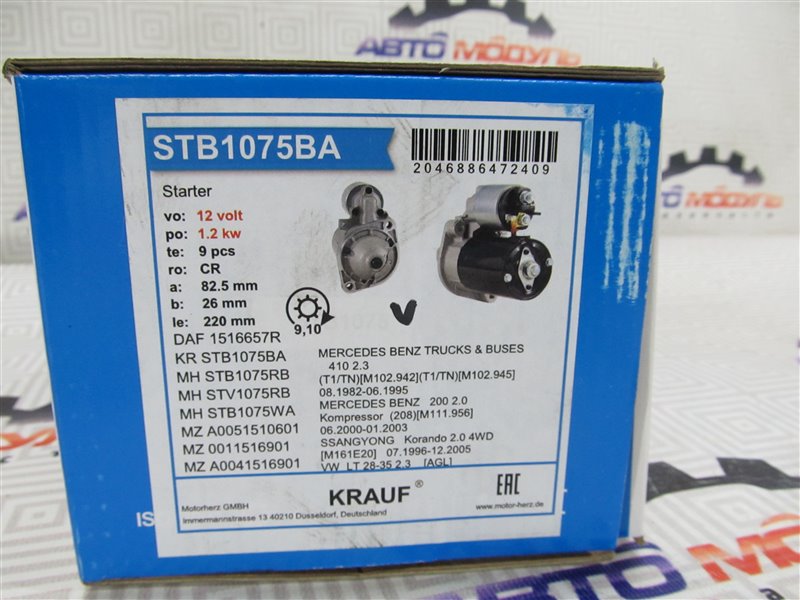 АВТО МОДУЛЬ
STB1075BA
2046886472409
Starter
vo: 12 volt
po: 1.2 kw
te: 9 pcs
ro: CR
a: 82.5 mm
b: 26 mm
le: 220 mm
9,10
DAF 1516657R
KR STB1075BA
MH STB1075RB
MH STV1075RB
MH STB1075WA
MZ A0051510601
MZ 0011516901
MZ A0041516901
MERCEDES BENZ TRUCKS & BUSES
410 2.3
(T1/TN)[M102.942](T1/TN)[M102.945]
08.1982-06.1995
MERCEDES BENZ 200 2.0
Kompressor (208)[M111.956]
06.2000-01.2003
SSANGYONG Korando 2.0 4WD
[M161E20] 07.1996-12.2005
VW LT 28-35 2.3 [AGL]
Motorherz GMBH
Immermannstrasse 13 40210 Dusseldorf, Deutschland
KRAUF ®
EAC
www.motor-herz.de
IS
АВТО МОДУЛЬ
АВТО МОДУ